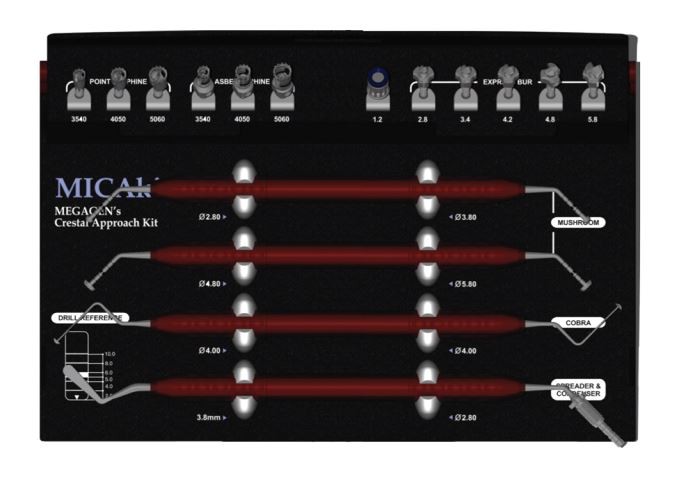 POINT PHINE
ASBE HINE
EXPR BUR
3540 4050 5060 3540 4050 5060 1.2 2.8 3.4 4.2 4.8 5.8
MICA
MEGAGEN's
Crestal Approach Kit
Ø2.80 Ø3.80
MUSHROOM
Ø4.80 Ø5.80
DRILL REFERENCE
COBRA
Ø4.00 Ø4.00
10.0
8.0
6.0
5.0
4.0
SPREADER &
CONDENSER
3.8mm Ø2.80